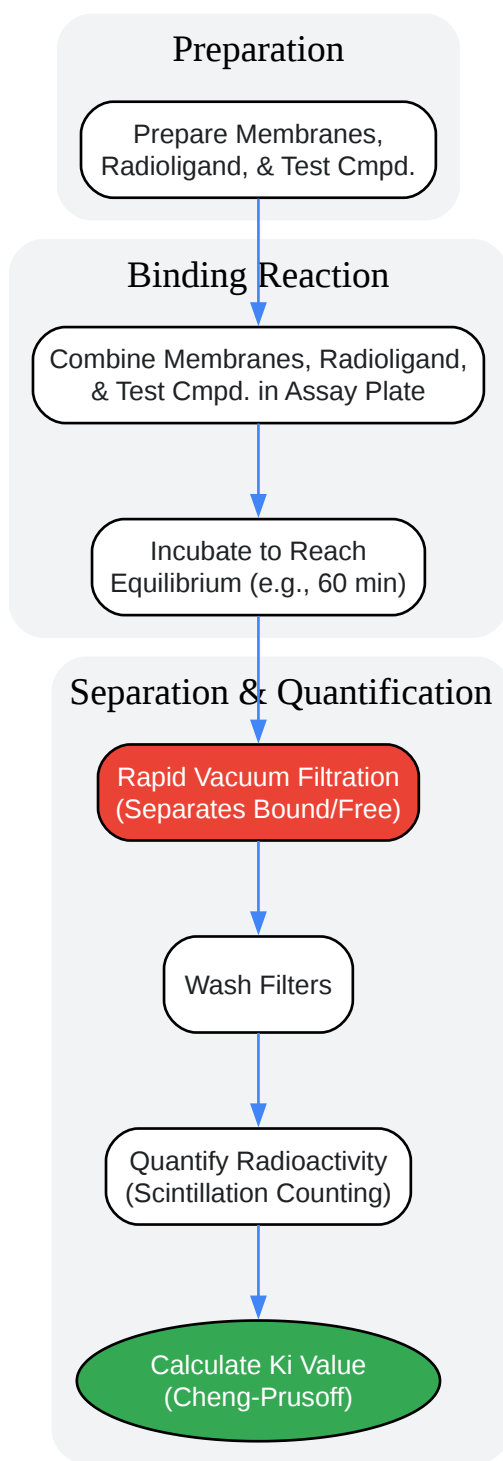 Preparation
Prepare Membranes,
Radioligand, & Test Cmpd.
Binding Reaction
Combine Membranes, Radioligand,
& Test Cmpd. in Assay Plate
Incubate to Reach
Equilibrium (e.g., 60 min)
Separation & Quantification
Rapid Vacuum Filtration
(Separates Bound/Free)
Wash Filters
Quantify Radioactivity
(Scintillation Counting)
Calculate Ki Value
(Cheng-Prusoff)